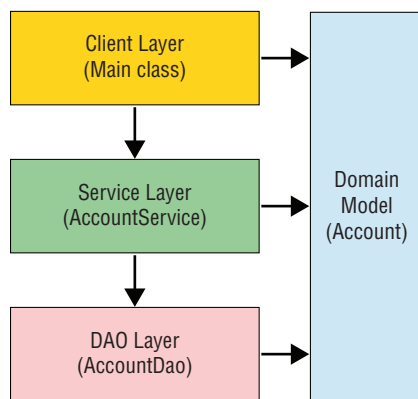 Client Layer
(Main class)
Service Layer
(AccountService)
DAO Layer
(AccountDao)
Domain
Model
(Account)